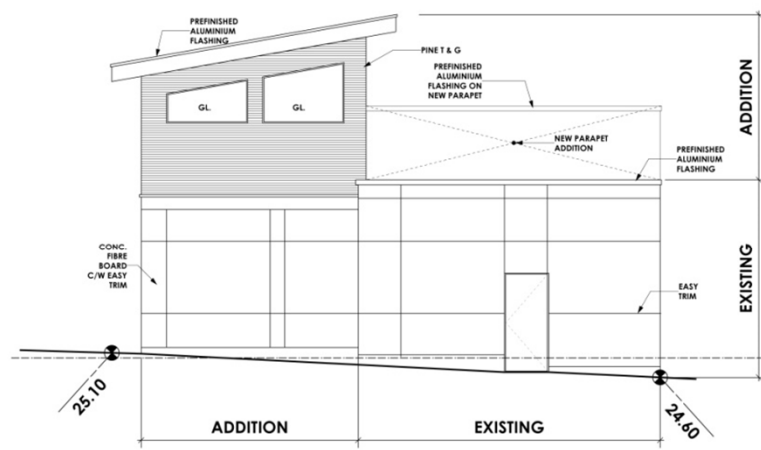 PREFINISHED
ALUMINIUM
FLASHING
PINE T & G
PREFINISHED
ALUMINIUM
FLASHING ON
NEW PARAPET
ADDITION
GL.
GL.
NEW PARAPET
ADDITION
PREFINISHED
ALUMINIUM
FLASHING
CONC.
FIBRE
BOARD
C/W EASY
TRIM
EXISTING
EASY
TRIM
25.10
24.60
ADDITION
EXISTING